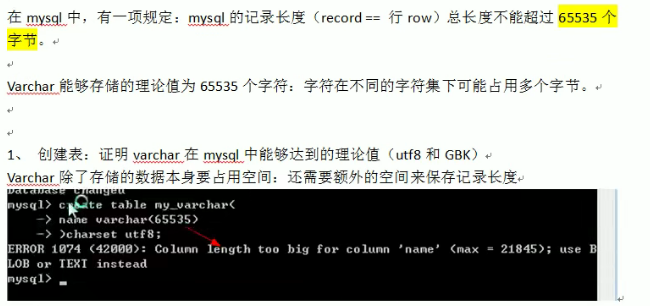 在 mysql 中，有一项规定：mysql 的记录长度（record == 行 row）总长度不能超过 65535 个
字节。
Varchar 能够存储的理论值为 65535 个字符：字符在不同的字符集下可能占用多个字节。
1、 创建表：证明 varchar 在 mysql 中能够达到的理论值（utf8 和 GBK）
Varchar 除了存储的数据本身要占用空间：还需要额外的空间来保存记录长度
Database changed
mysql> create table my_varchar(
-> name varchar(65535)
-> )charset utf8;
ERROR 1074 (42000): Column length too big for column 'name' (max = 21845); use B
LOB or TEXT instead
mysql> _